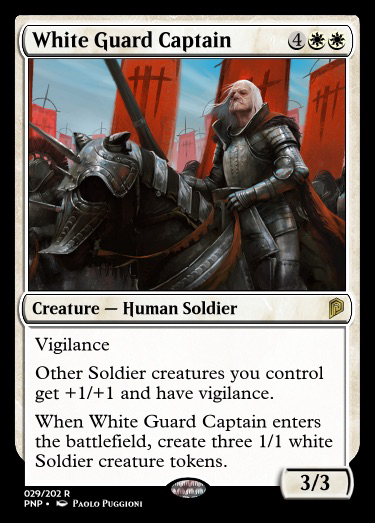 White Guard Captain 4
Creature — Human Soldier
Vigilance
Other Soldier creatures you control
get +1/+1 and have vigilance.
When White Guard Captain enters
the battlefield, create three 1/1 white
Soldier creature tokens.
3/3
029/202 R
PNP • Paolo Puggioni